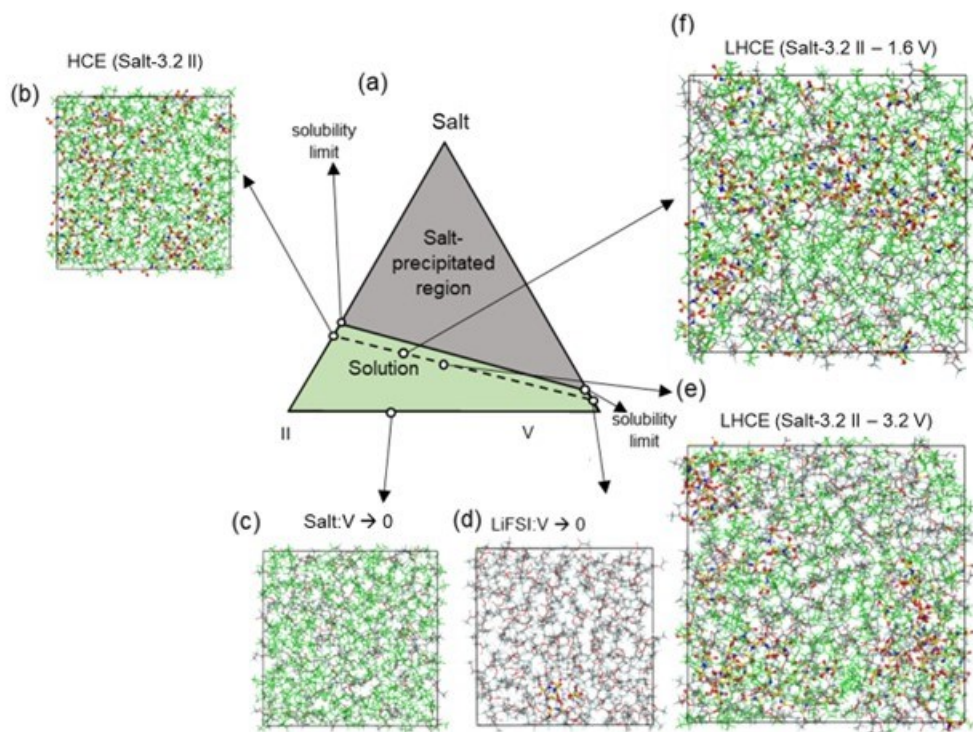 (f)
HCE (Salt-3.2 II)
LHCE (Salt-3.2 II – 1.6 V)
(b)
(a)
solubility
limit
Salt
Salt-
precipitated
region
Solution
(e)
II
V
solubility
limit
LHCE (Salt-3.2 II – 3.2 V)
(c)
Salt:V → 0
(d)
LiFSI:V → 0